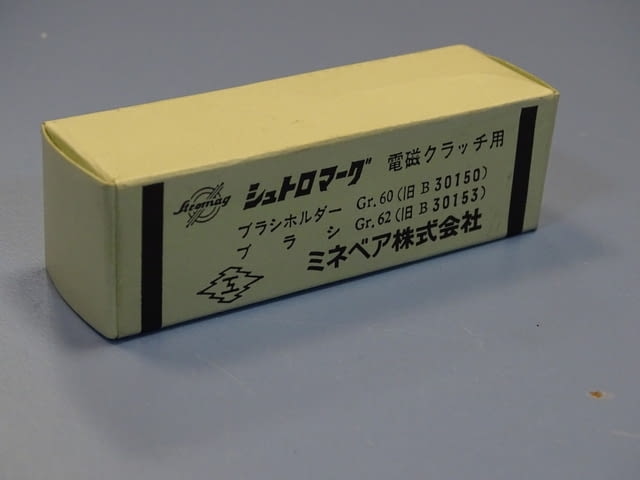 Stromag シュトロマーグ 電磁クラッチ用
ブラシホルダー Gr.60(旧 B 30150)
ブラシ Gr.62(旧 B 30153)
ミネベア株式会社